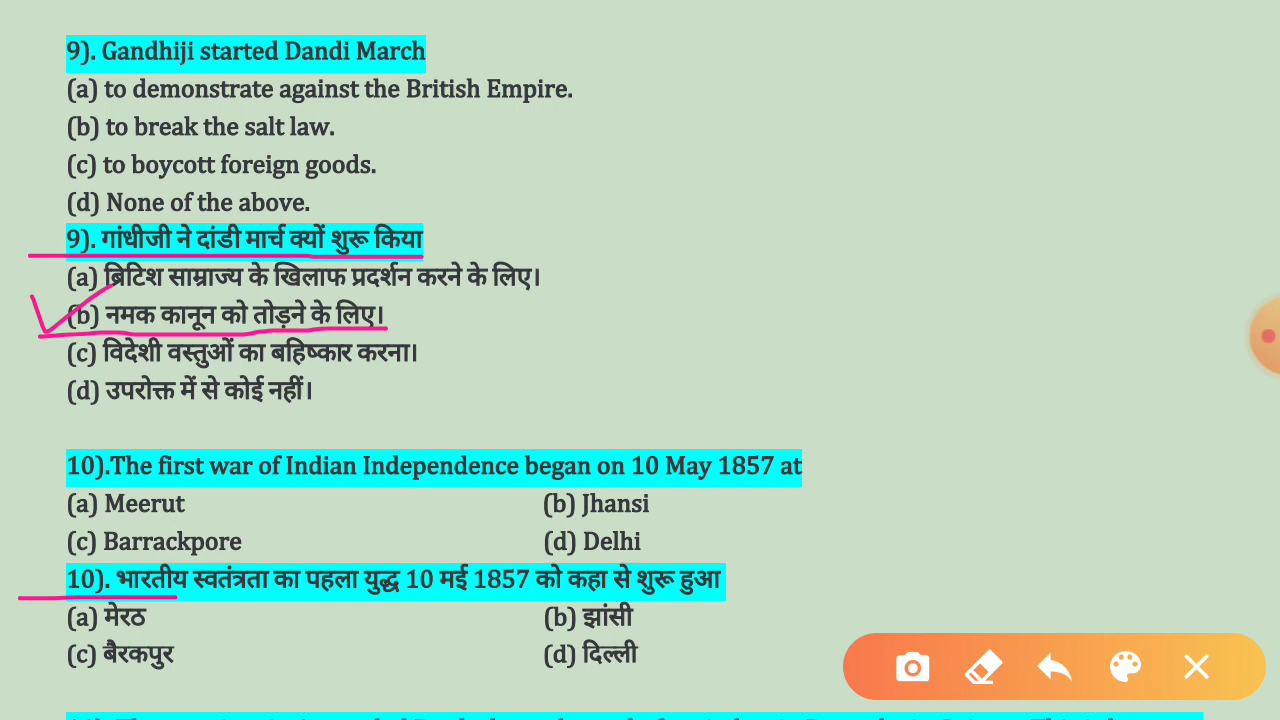 9). Gandhiji started Dandi March
(a) to demonstrate against the British Empire.
(b) to break the salt law.
(c) to boycott foreign goods.
(d) None of the above.
9). गांधीजी ने दांडी मार्च क्यों शुरू किया
(a) ब्रिटिश साम्राज्य के खिलाफ प्रदर्शन करने के लिए।
(b) नमक कानून को तोड़ने के लिए।
(c) विदेशी वस्तुओं का बहिष्कार करना।
(d) उपरोक्त में से कोई नहीं।
10).The first war of Indian Independence began on 10 May 1857 at
(a) Meerut (b) Jhansi
(c) Barrackpore (d) Delhi
10). भारतीय स्वतंत्रता का पहला युद्ध 10 मई 1857 को कहा से शुरू हुआ
(a) मेरठ (b) झांसी
(c) बैरकपुर (d) दिल्ली